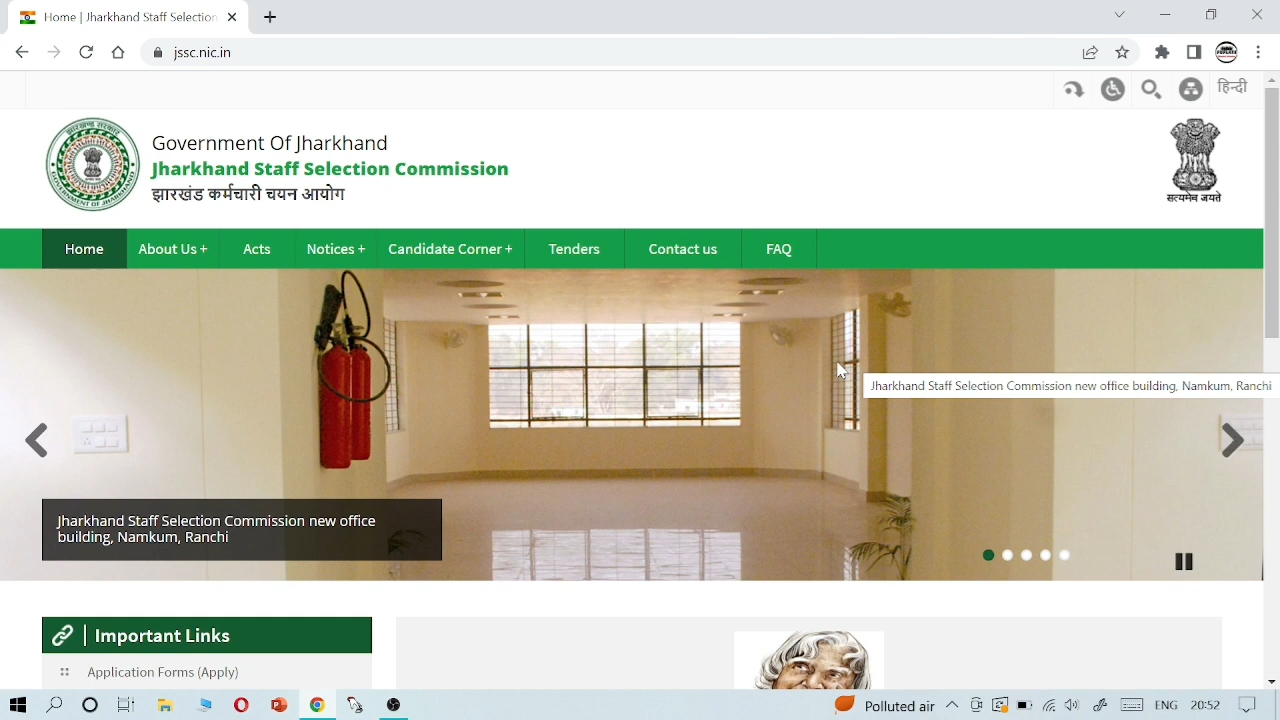 Home | Jharkhand Staff Selection
jssc.nic.in
हिन्दी
Government Of Jharkhand
Jharkhand Staff Selection Commission
झारखंड कर्मचारी चयन आयोग
सत्यमेव जयते
Home
About Us +
Acts
Notices +
Candidate Corner +
Tenders
Contact us
FAQ
Jharkhand Staff Selection Commission new office building, Namkum, Ranchi
Jharkhand Staff Selection Commission new office
building, Namkum, Ranchi
Important Links
Application Forms (Apply)
Polluted air
ENG
20:52